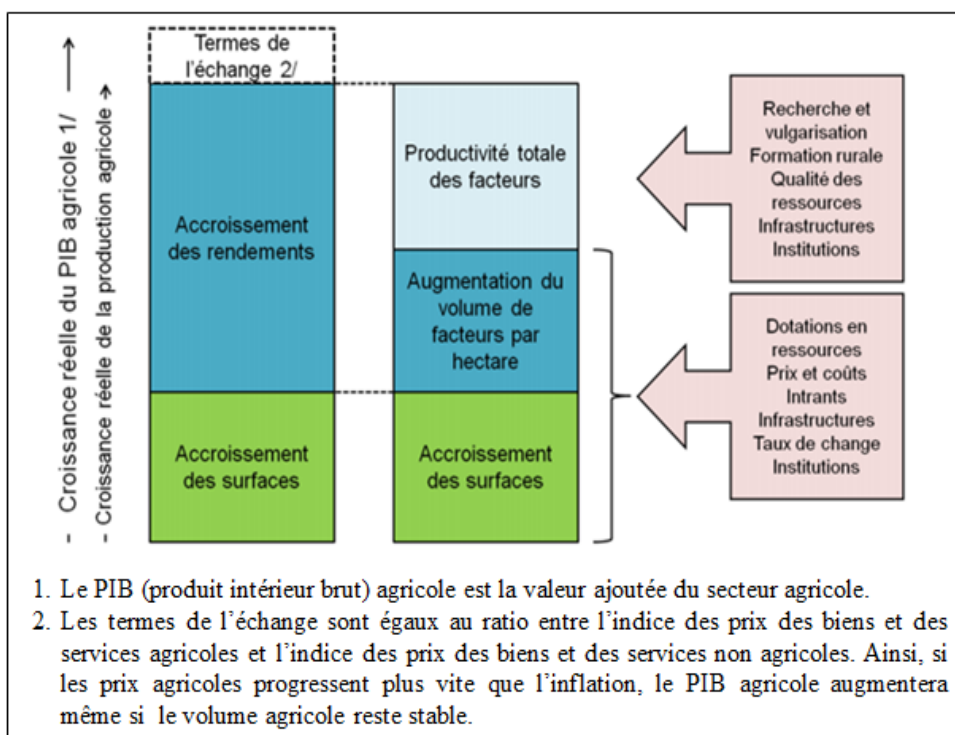 - Croissance réelle du PIB agricole 1/
- Croissance réelle de la production agricole
Termes de
l'échange 2/
Accroissement
des rendements
Accroissement
des surfaces
Productivité totale
des facteurs
Augmentation du
volume de
facteurs par
hectare
Accroissement
des surfaces
Recherche et
vulgarisation
Formation rurale
Qualité des
ressources
Infrastructures
Institutions
Dotations en
ressources
Prix et coûts
Intrants
Infrastructures
Taux de change
Institutions
1. Le PIB (produit intérieur brut) agricole est la valeur ajoutée du secteur agricole.
2. Les termes de l'échange sont égaux au ratio entre l'indice des prix des biens et des
services agricoles et l'indice des prix des biens et des services non agricoles. Ainsi, si
les prix agricoles progressent plus vite que l'inflation, le PIB agricole augmentera
même si le volume agricole reste stable.